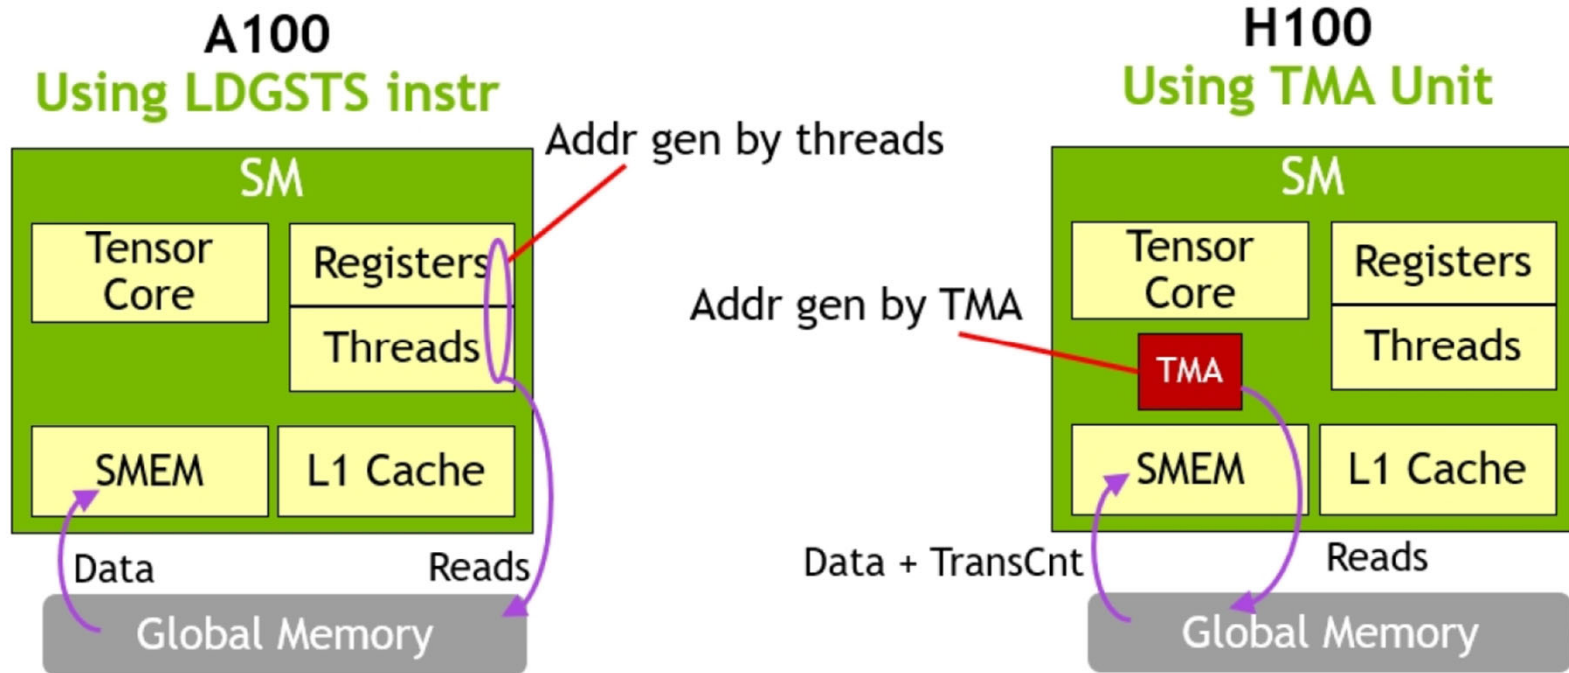 A100
Using LDGSTS instr
Addr gen by threads
SM
Tensor
Core
Registers
Threads
SMEM
L1 Cache
Data
Reads
Global Memory
H100
Using TMA Unit
SM
Tensor
Core
Registers
Threads
Addr gen by TMA
TMA
SMEM
L1 Cache
Data + TransCnt
Reads
Global Memory